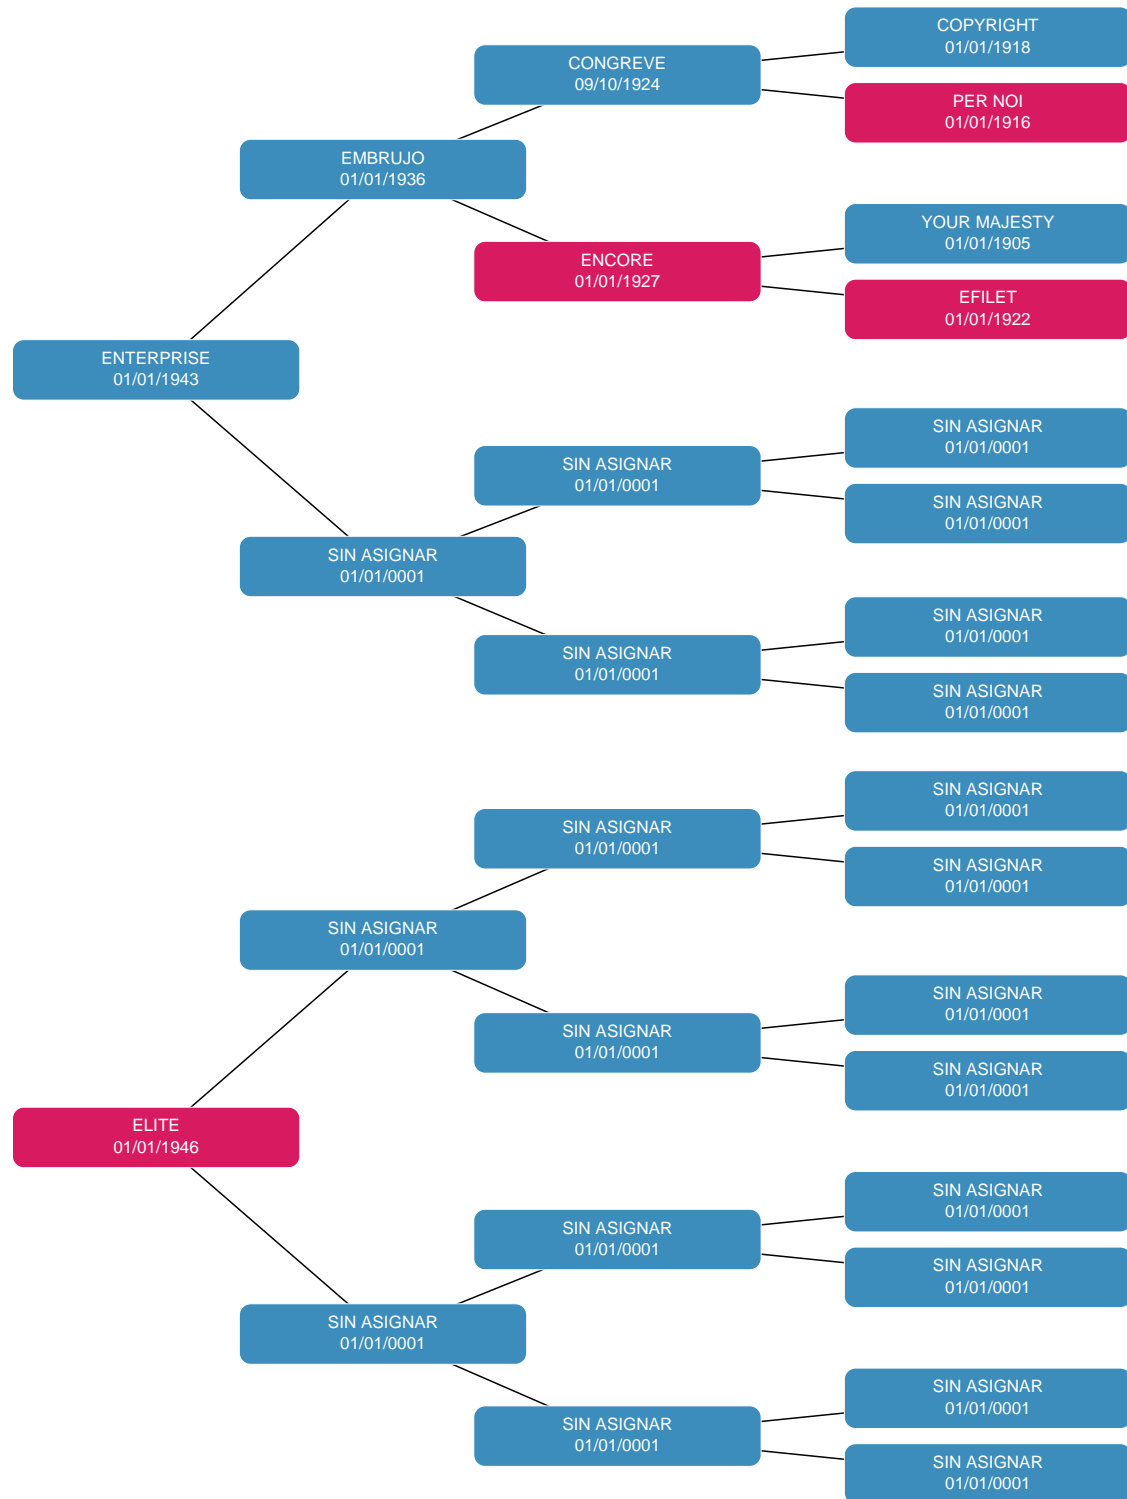 COPYRIGHT
01/01/1918
CONGREVE
09/10/1924
PER NOI
01/01/1916
EMBRUJO
01/01/1936
YOUR MAJESTY
01/01/1905
ENCORE
01/01/1927
EFILET
01/01/1922
ENTERPRISE
01/01/1943
SIN ASIGNAR
01/01/0001
SIN ASIGNAR
01/01/0001
SIN ASIGNAR
01/01/0001
SIN ASIGNAR
01/01/0001
SIN ASIGNAR
01/01/0001
SIN ASIGNAR
01/01/0001
SIN ASIGNAR
01/01/0001
SIN ASIGNAR
01/01/0001
SIN ASIGNAR
01/01/0001
SIN ASIGNAR
01/01/0001
SIN ASIGNAR
01/01/0001
SIN ASIGNAR
01/01/0001
SIN ASIGNAR
01/01/0001
SIN ASIGNAR
01/01/0001
ELITE
01/01/1946
SIN ASIGNAR
01/01/0001
SIN ASIGNAR
01/01/0001
SIN ASIGNAR
01/01/0001
SIN ASIGNAR
01/01/0001
SIN ASIGNAR
01/01/0001
SIN ASIGNAR
01/01/0001
SIN ASIGNAR
01/01/0001